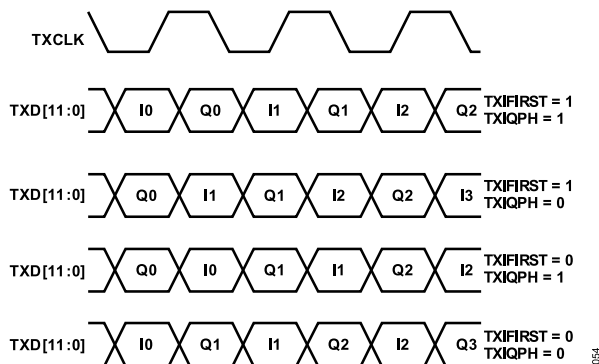 TXCLK
TXD[11:0] I0 Q0 I1 Q1 I2 Q2 TXIFIRST = 1
TXIQPH = 1
TXD[11:0] Q0 I1 Q1 I2 Q2 I3 TXIFIRST = 1
TXIQPH = 0
TXD[11:0] Q0 I0 Q1 I1 Q2 I2 TXIFIRST = 0
TXIQPH = 1
TXD[11:0] I0 Q1 I1 Q2 I2 Q3 TXIFIRST = 0
TXIQPH = 0
054